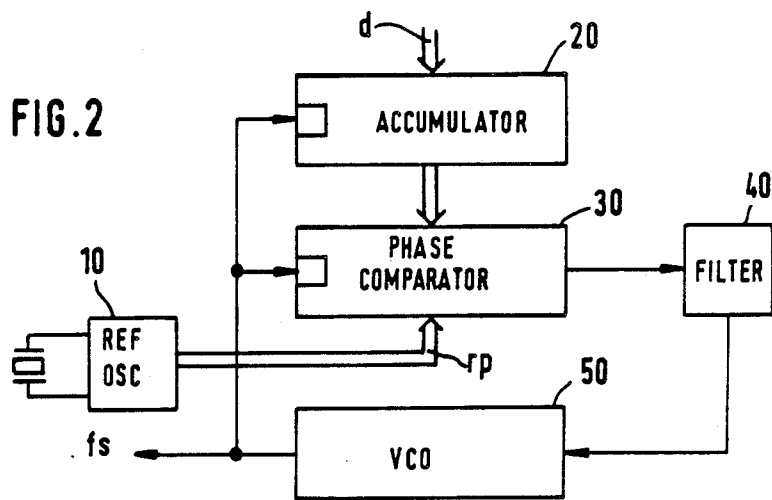 d
20
FIG.2
ACCUMULATOR
30
40
PHASE
COMPARATOR
FILTER
10
REF
OSC
rp
50
fs
VCO